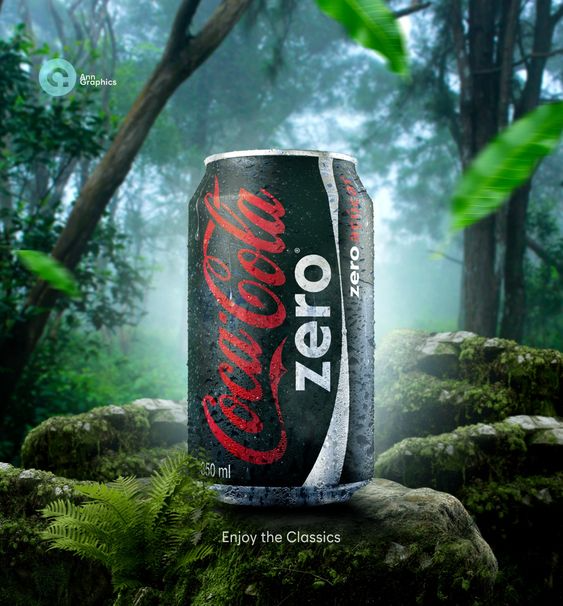 Ann
Graphics
Coca-Cola
zero
®
zero
350 ml
Enjoy the Classics